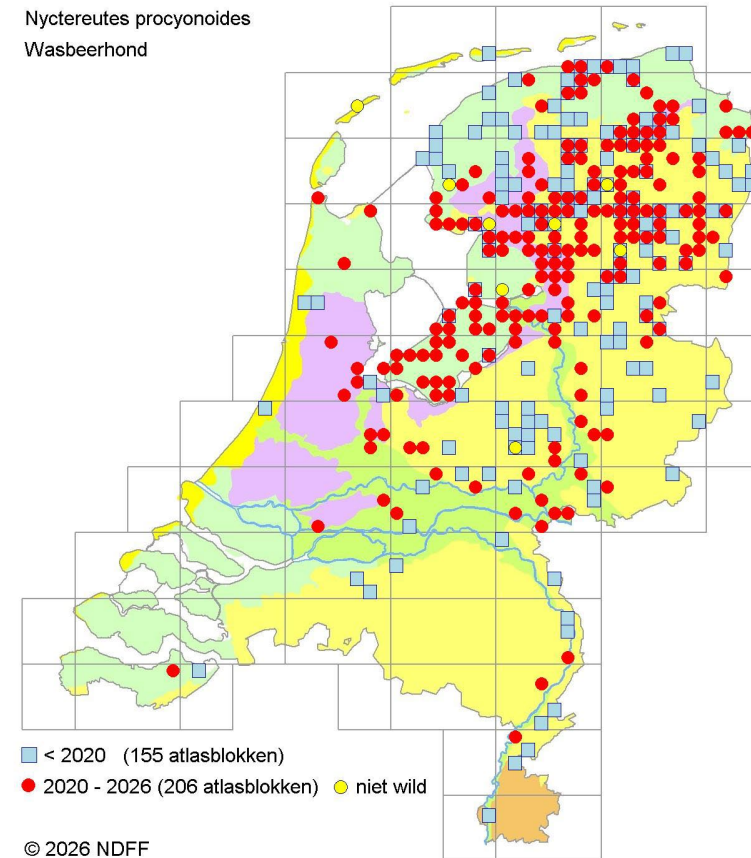 Nyctereutes procyonoides
Wasbeerhond
< 2020 (155 atlasblokken)
2020 - 2026 (206 atlasblokken) niet wild
© 2026 NDFF